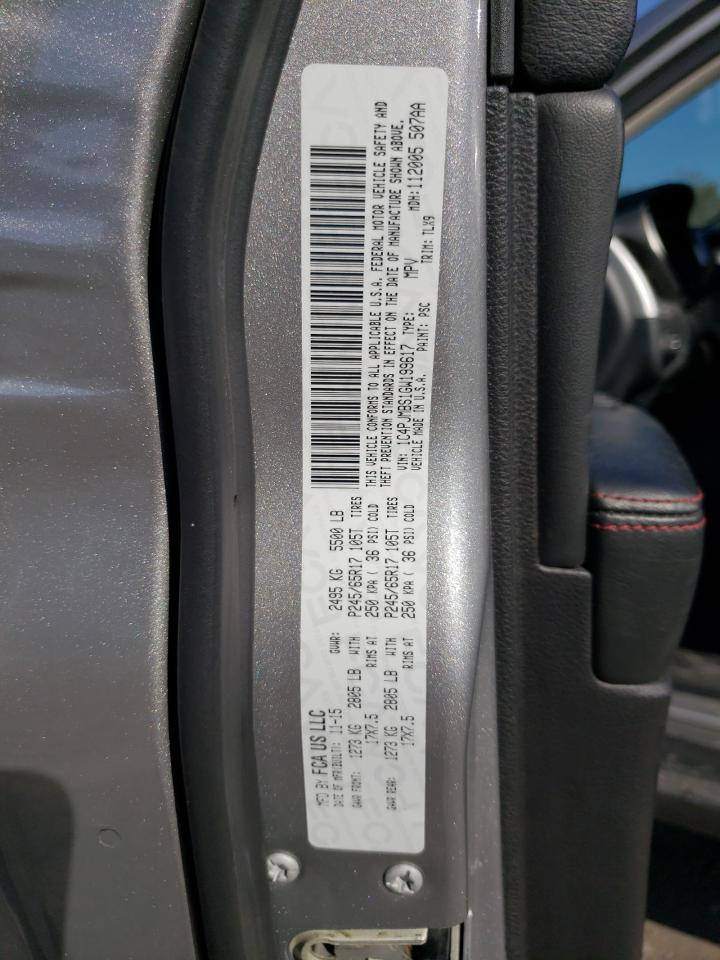 MFD BY FCA US LLC
DATE OF MFR(BUILT): 11-15 GVWR: 2495 KG 5500 LB
GAWR FRONT: 1273 KG 2805 LB WITH P245/65R17 105T TIRES
17X7.5 RIMS AT 250 KPA ( 36 PSI) COLD
GAWR REAR: 1273 KG 2805 LB WITH P245/65R17 105T TIRES
17X7.5 RIMS AT 250 KPA ( 36 PSI) COLD
THIS VEHICLE CONFORMS TO ALL APPLICABLE U.S.A. FEDERAL MOTOR VEHICLE SAFETY AND
THEFT PREVENTION STANDARDS IN EFFECT ON THE DATE OF MANUFACTURE SHOWN ABOVE.
VIN: 1C4PJMBS1GW199617 TYPE: MPV MDH: 112005 507AA
VEHICLE MADE IN U.S.A. PAINT: PSC TRIM: TLX9